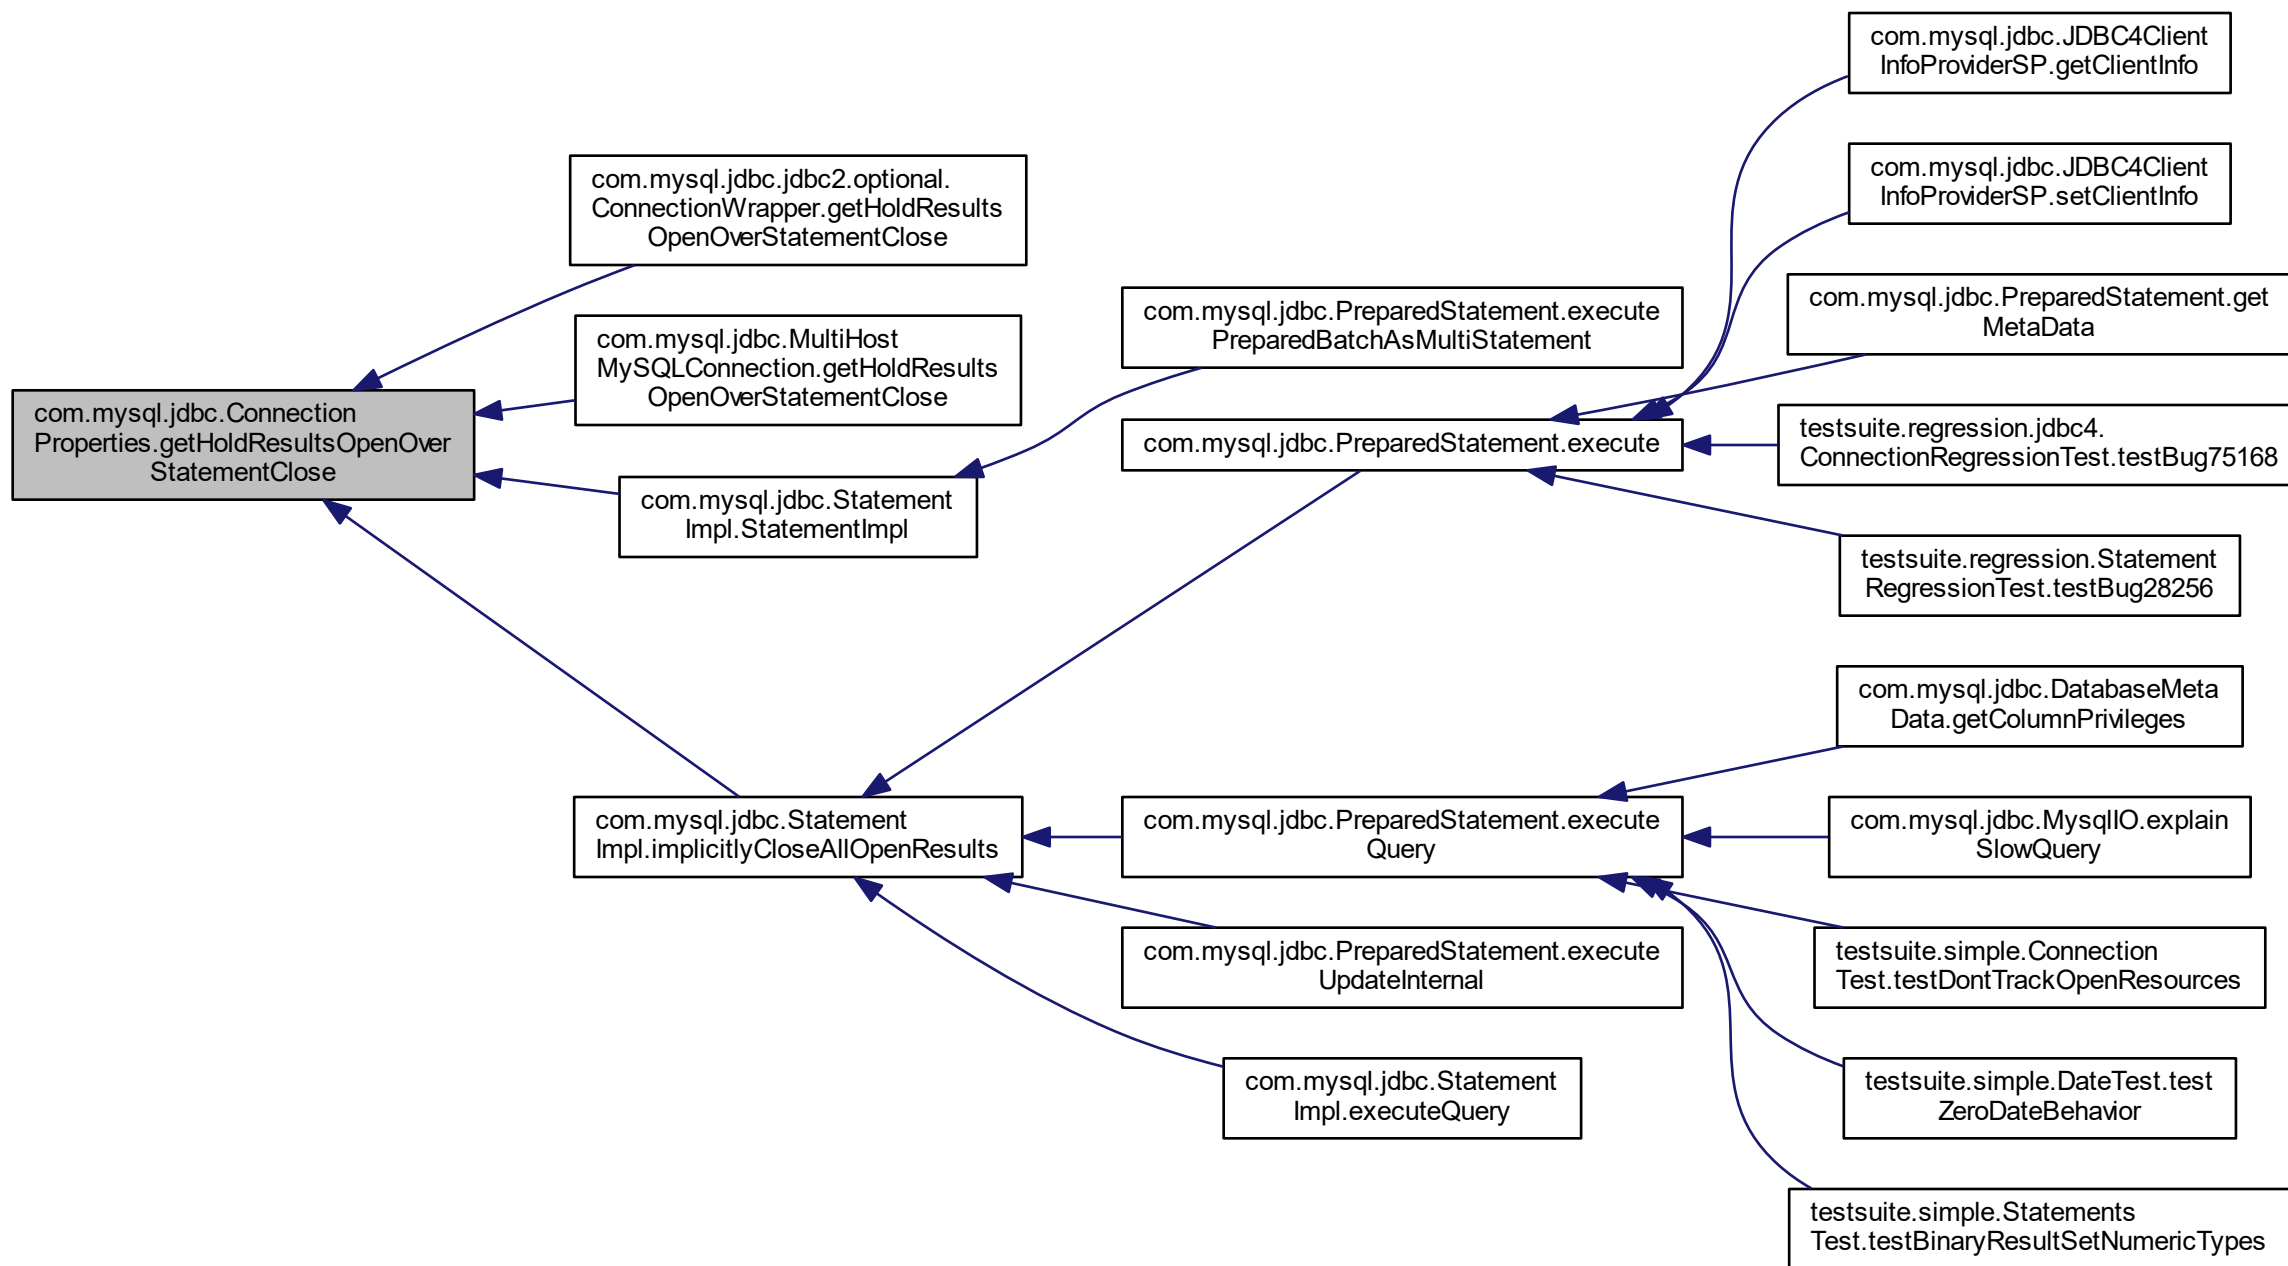 com.mysql.jdbc.Connection
Properties.getHoldResultsOpenOver
StatementClose
com.mysql.jdbc.jdbc2.optional.
ConnectionWrapper.getHoldResults
OpenOverStatementClose
com.mysql.jdbc.MultiHost
MySQLConnection.getHoldResults
OpenOverStatementClose
com.mysql.jdbc.Statement
Impl.StatementImpl
com.mysql.jdbc.Statement
Impl.implicitlyCloseAllOpenResults
com.mysql.jdbc.PreparedStatement.execute
PreparedBatchAsMultiStatement
com.mysql.jdbc.PreparedStatement.execute
com.mysql.jdbc.PreparedStatement.execute
Query
com.mysql.jdbc.PreparedStatement.execute
UpdateInternal
com.mysql.jdbc.Statement
Impl.executeQuery
com.mysql.jdbc.JDBC4Client
InfoProviderSP.getClientInfo
com.mysql.jdbc.JDBC4Client
InfoProviderSP.setClientInfo
com.mysql.jdbc.PreparedStatement.get
MetaData
testsuite.regression.jdbc4.
ConnectionRegressionTest.testBug75168
testsuite.regression.Statement
RegressionTest.testBug28256
com.mysql.jdbc.DatabaseMeta
Data.getColumnPrivileges
com.mysql.jdbc.MysqlIO.explain
SlowQuery
testsuite.simple.Connection
Test.testDontTrackOpenResources
testsuite.simple.DateTest.test
ZeroDateBehavior
testsuite.simple.Statements
Test.testBinaryResultSetNumericTypes